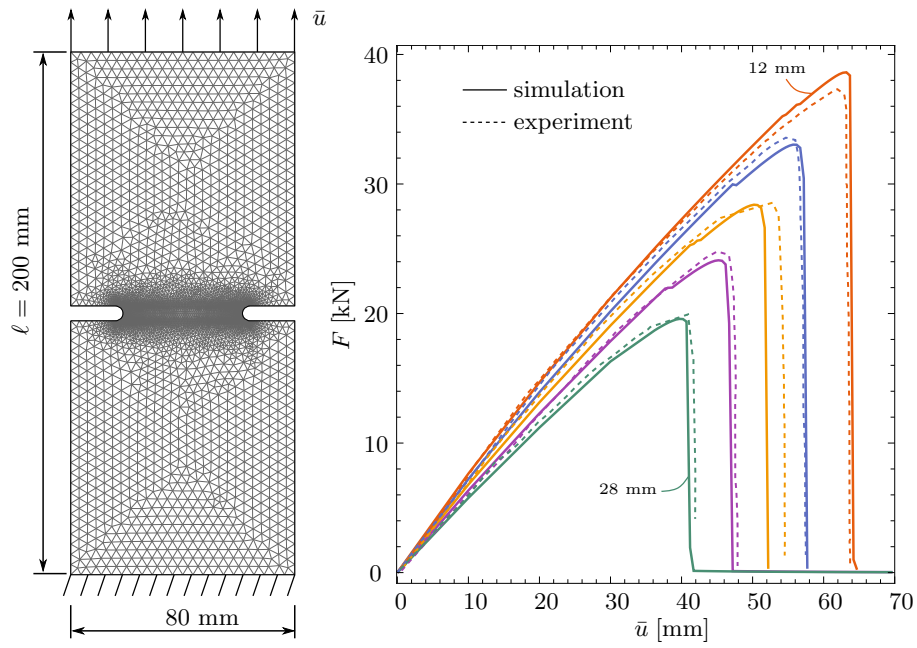 ū
ℓ = 200 mm
80 mm
40
30
20
10
0
F [kN]
simulation
experiment
12 mm
28 mm
0
10
20
30
40
50
60
70
ū [mm]